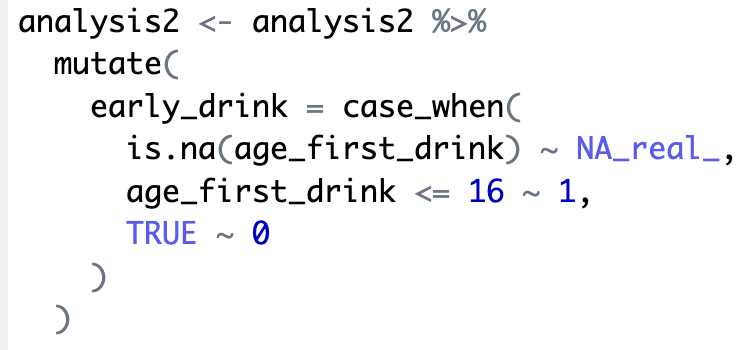 analysis2 <- analysis2 %>%
  mutate(
    early_drink = case_when(
      is.na(age_first_drink) ~ NA_real_,
      age_first_drink <= 16 ~ 1,
      TRUE ~ 0
    )
  )